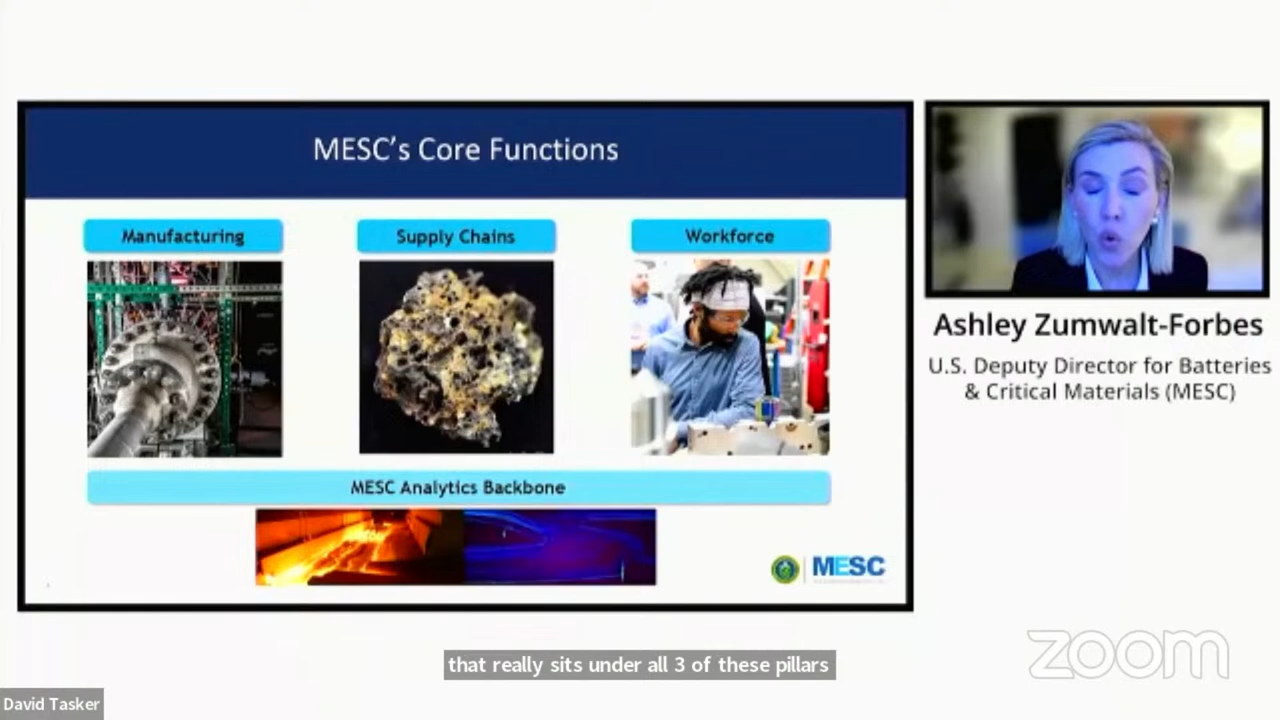 MESC's Core Functions
Manufacturing
Supply Chains
Workforce
MESC Analytics Backbone
MESC
Ashley Zumwalt-Forbes
U.S. Deputy Director for Batteries
& Critical Materials (MESC)
that really sits under all 3 of these pillars
zoom
David Tasker